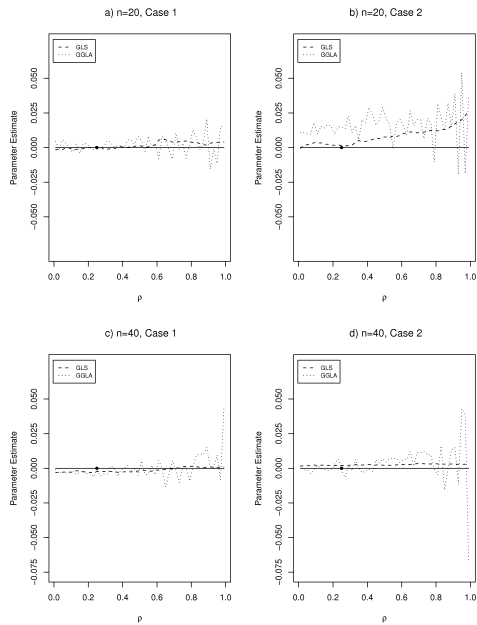 a) n=20, Case 1
GLS
GGLA
Parameter Estimate
0.050
0.025
0.000
−0.025
−0.050
0.0 0.2 0.4 0.6 0.8 1.0
ρ
b) n=20, Case 2
GLS
GGLA
Parameter Estimate
0.050
0.025
0.000
−0.025
−0.050
0.0 0.2 0.4 0.6 0.8 1.0
ρ
c) n=40, Case 1
GLS
GGLA
Parameter Estimate
0.050
0.025
0.000
−0.025
−0.050
−0.075
0.0 0.2 0.4 0.6 0.8 1.0
ρ
d) n=40, Case 2
GLS
GGLA
Parameter Estimate
0.050
0.025
0.000
−0.025
−0.050
−0.075
0.0 0.2 0.4 0.6 0.8 1.0
ρ